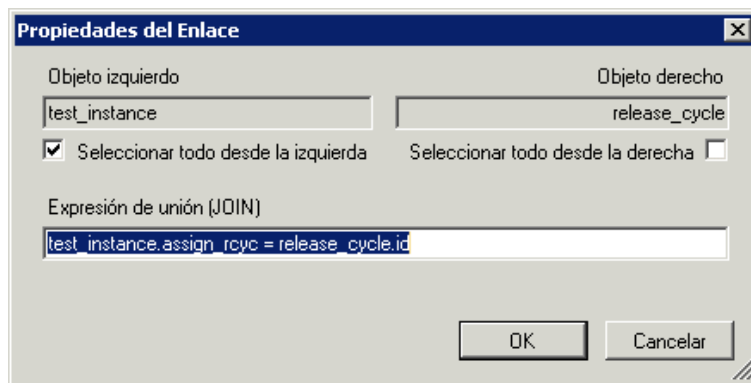 Propiedades del Enlace
Objeto izquierdo Objeto derecho
test_instance release_cycle
Seleccionar todo desde la izquierda Seleccionar todo desde la derecha
Expresión de unión (JOIN)
test_instance.assign_rcyc = release_cycle.id
OK Cancelar